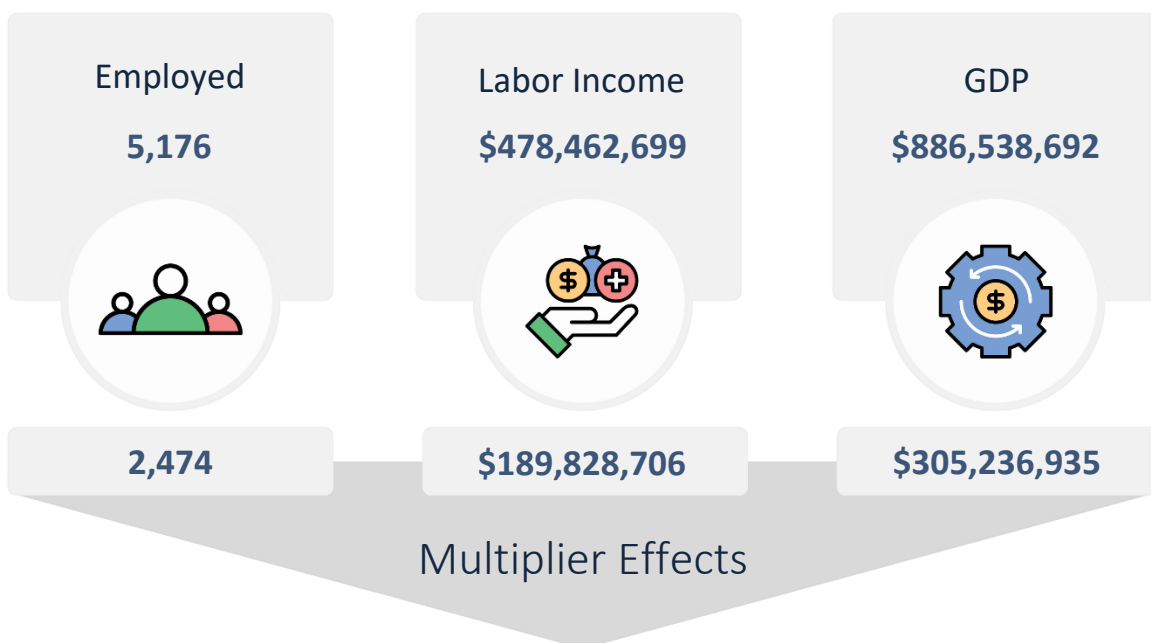 Employed
5,176
Labor Income
$478,462,699
GDP
$886,538,692
$
$
2,474
$189,828,706
$305,236,935
Multiplier Effects